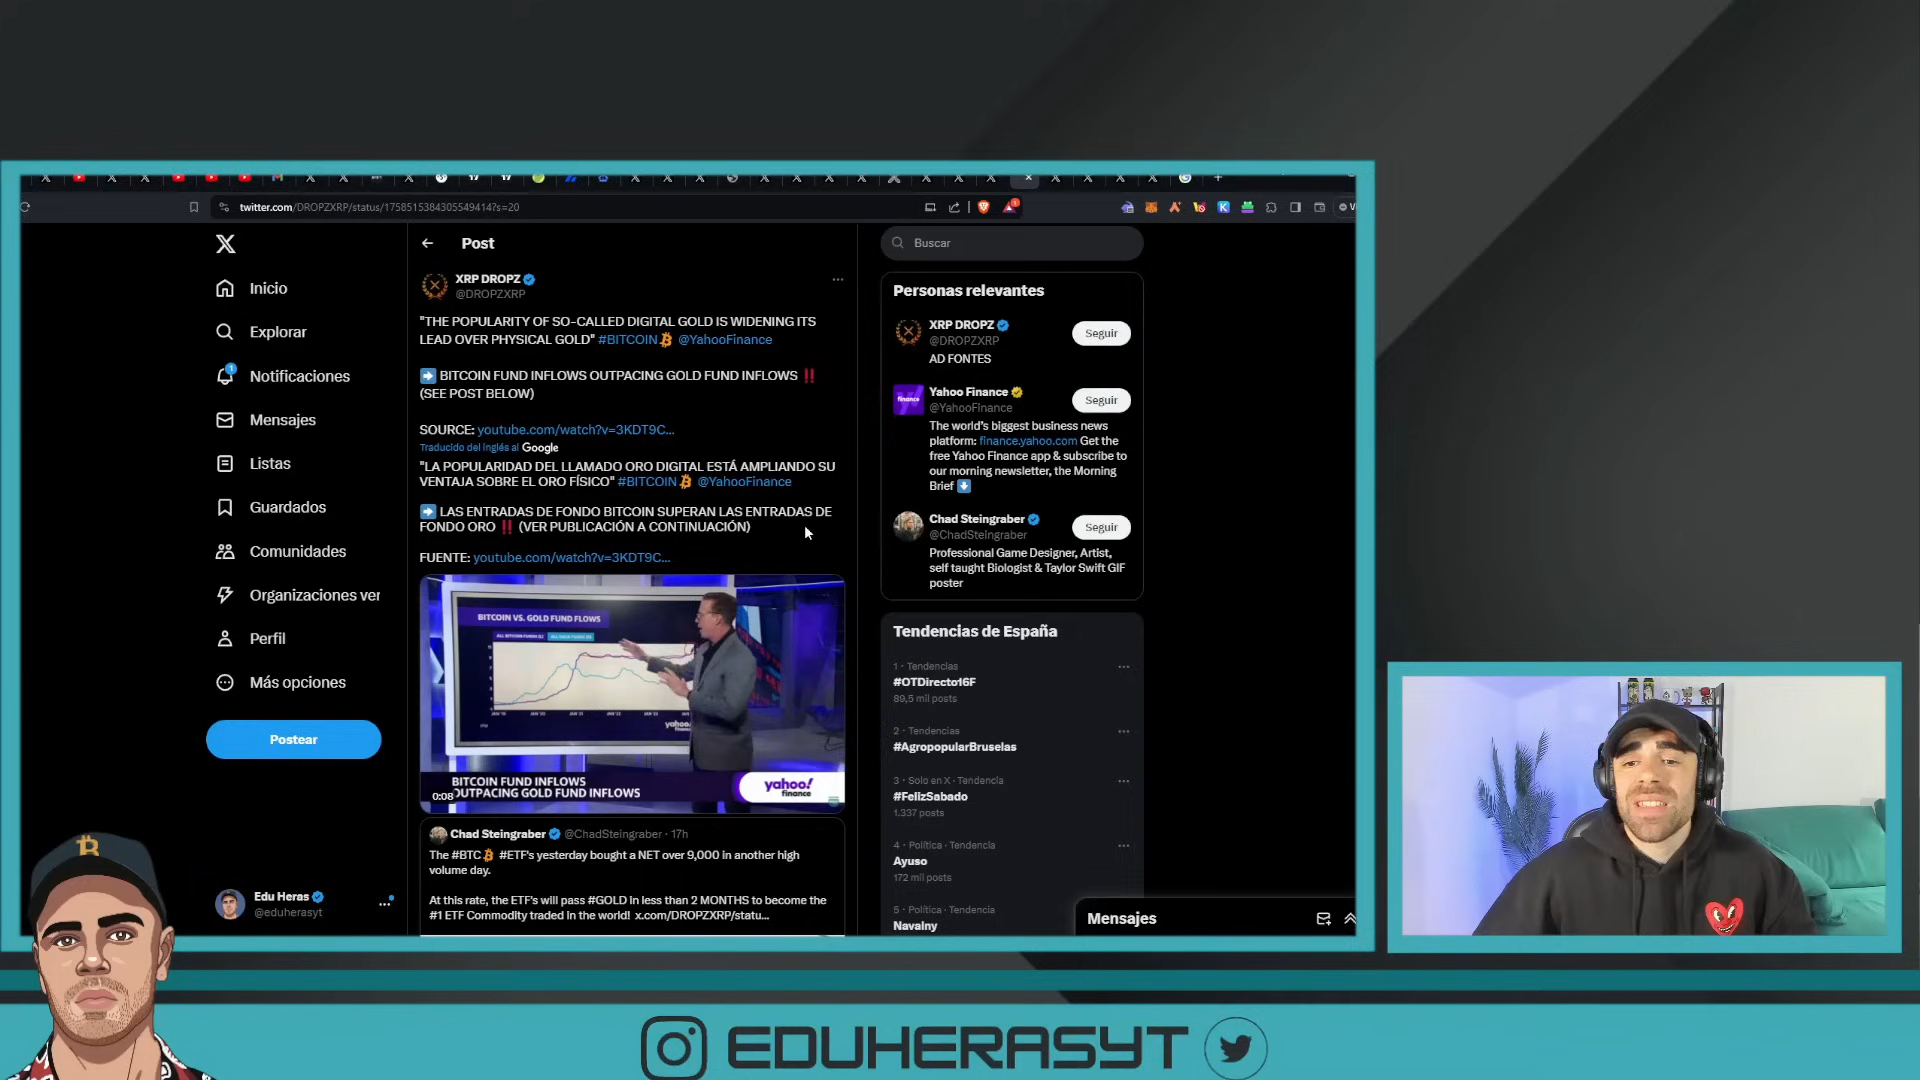 twitter.com/DROPZXRP/status/1758515384305549414?s=20
Post
Buscar
XRP DROPZ
@DROPZXRP
"THE POPULARITY OF SO-CALLED DIGITAL GOLD IS WIDENING ITS
LEAD OVER PHYSICAL GOLD" #BITCOIN @YahooFinance
➡️ BITCOIN FUND INFLOWS OUTPACING GOLD FUND INFLOWS ‼️
(SEE POST BELOW)
SOURCE: youtube.com/watch?v=3KDT9C...
Traducido del inglés al Google
"LA POPULARIDAD DEL LLAMADO ORO DIGITAL ESTÁ AMPLIANDO SU
VENTAJA SOBRE EL ORO FÍSICO" #BITCOIN @YahooFinance
➡️ LAS ENTRADAS DE FONDO BITCOIN SUPERAN LAS ENTRADAS DE
FONDO ORO ‼️ (VER PUBLICACIÓN A CONTINUACIÓN)
FUENTE: youtube.com/watch?v=3KDT9C...
BITCOIN VS. GOLD FUND FLOWS
yahoo!
finance
BITCOIN FUND INFLOWS
OUTPACING GOLD FUND INFLOWS
0:08
yahoo!
finance
Chad Steingraber @ChadSteingraber · 17h
The #BTC #ETF's yesterday bought a NET over 9,000 in another high
volume day.
At this rate, the ETF's will pass #GOLD in less than 2 MONTHS to become the
#1 ETF Commodity traded in the world! x.com/DROPZXRP/statu...
Inicio
Explorar
1
Notificaciones
Mensajes
Listas
Guardados
Comunidades
Organizaciones ver
Perfil
Más opciones
Postear
Edu Heras
@eduherasyt
Personas relevantes
XRP DROPZ
@DROPZXRP
Seguir
AD FONTES
finance
Yahoo Finance
@YahooFinance
Seguir
The world's biggest business news
platform: finance.yahoo.com Get the
free Yahoo Finance app & subscribe to
our morning newsletter, the Morning
Brief ⬇️
Chad Steingraber
@ChadSteingraber
Seguir
Professional Game Designer, Artist,
self taught Biologist & Taylor Swift GIF
poster
Tendencias de España
1 · Tendencias
#OTDirecto16F
89,5 mil posts
2 · Tendencias
#AgropopularBruselas
3 · Solo en X · Tendencia
#FelizSabado
1.337 posts
4 · Política · Tendencia
Ayuso
172 mil posts
5 · Política · Tendencia
Navalny
Mensajes
EDUHERASYT